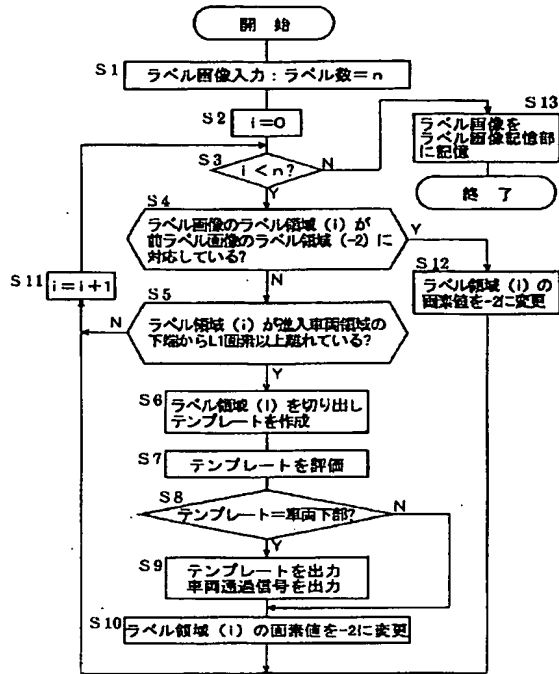 開 始
S1
ラベル画像入力：ラベル数＝n
S2
i=0
S3
i＜n?
N
Y
S13
ラベル画像を
ラベル画像記憶部
に記憶
終 了
S4
ラベル画像のラベル領域（i）が
前ラベル画像のラベル領域（-2）に
対応している?
Y
N
S11
i=i+1
S12
ラベル領域（i）の
画素値を-2に変更
S5
ラベル領域（i）が進入車両領域の
下端からL1画素以上離れている?
N
Y
S6
ラベル領域（i）を切り出し
テンプレートを作成
S7
テンプレートを評価
S8
テンプレート＝車両下部?
N
Y
S9
テンプレートを出力
車両通過信号を出力
S10
ラベル領域（i）の画素値を-2に変更